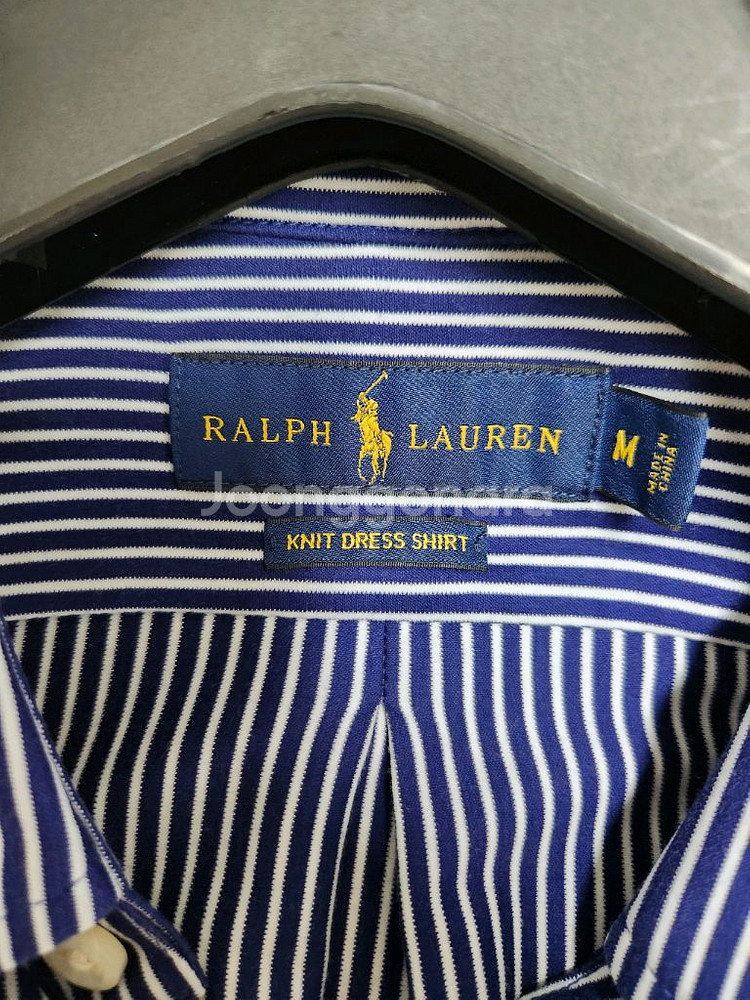 RALPH LAUREN
M
MADE IN
CHINA
Joonggonara
KNIT DRESS SHIRT